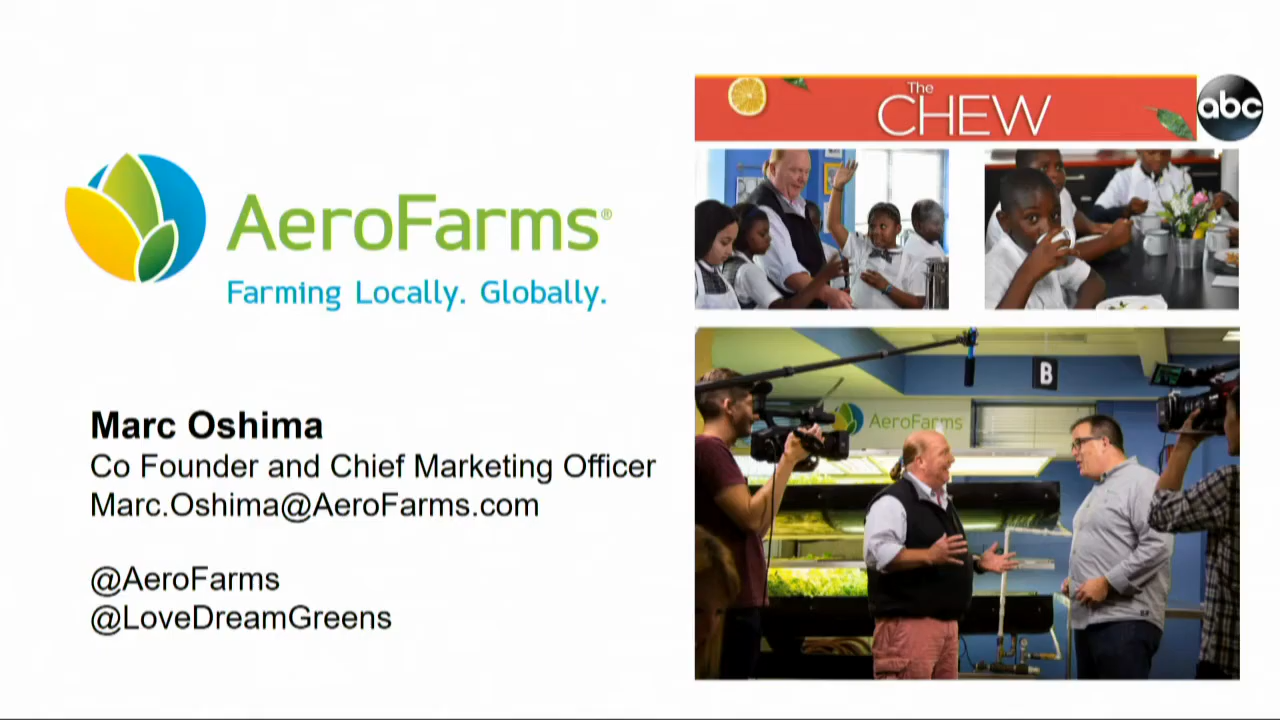 AeroFarms®
Farming Locally. Globally.
Marc Oshima
Co Founder and Chief Marketing Officer
Marc.Oshima@AeroFarms.com
@AeroFarms
@LoveDreamGreens
The
CHEW
abc
B
AeroFarms